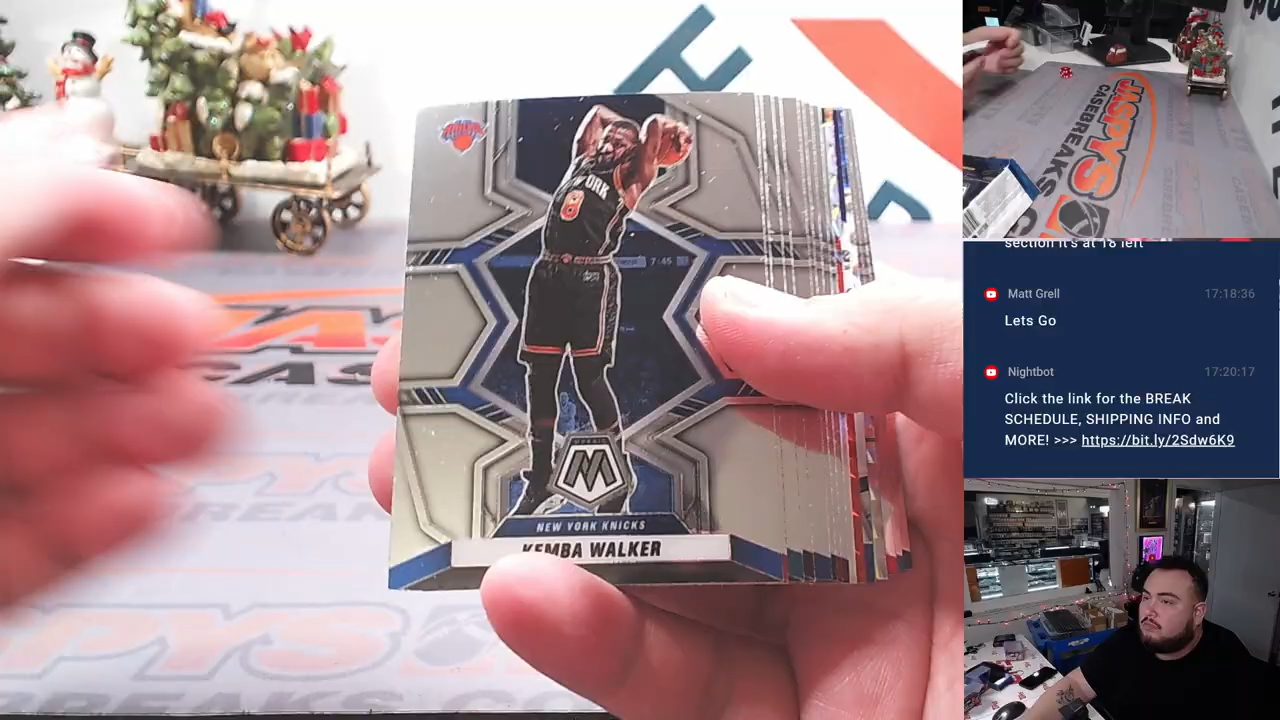 YORK
8
7:45
MOSAIC
M
NEW YORK KNICKS
KEMBA WALKER
JASPYS
CASEBREAKS
section it's at 18 left
Matt Grell 17:18:36
Lets Go
Nightbot 17:20:17
Click the link for the BREAK
SCHEDULE, SHIPPING INFO and
MORE! >>> https://bit.ly/2Sdw6K9